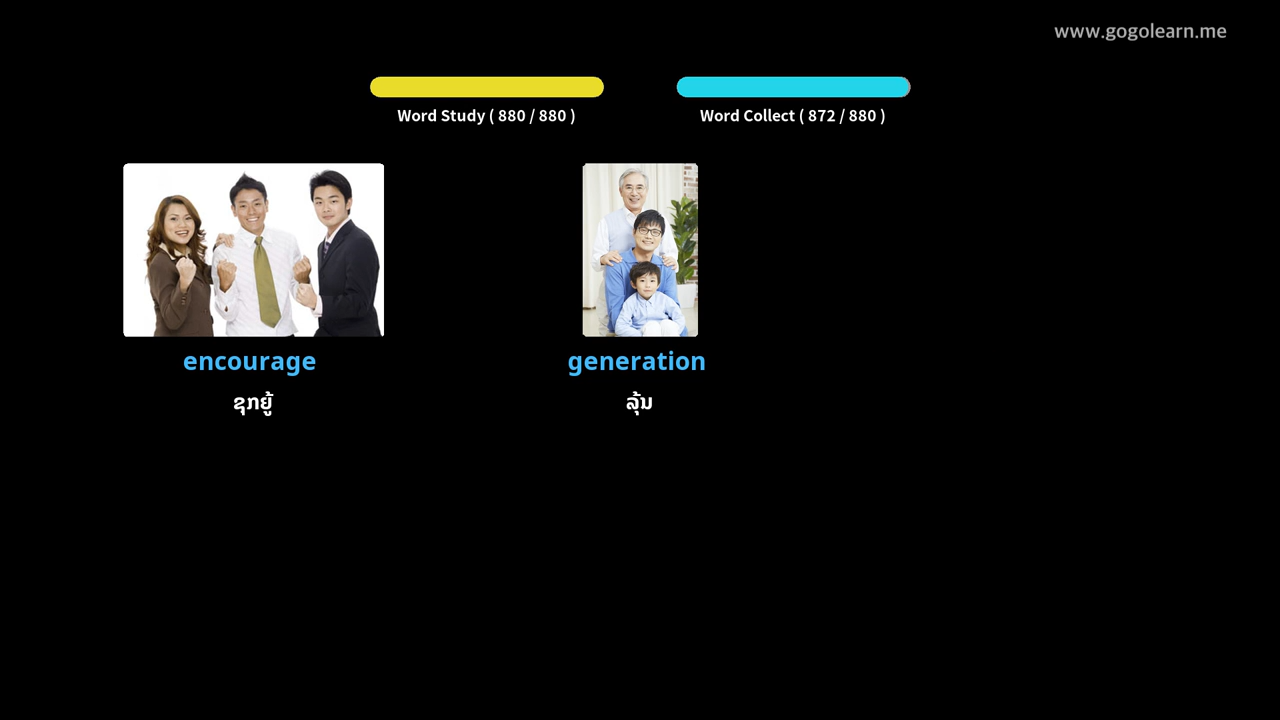 www.gogolearn.me
Word Study ( 880 / 880 )
Word Collect ( 872 / 880 )
encourage
generation
ຊຸກຍູ້
ລຸ້ນ